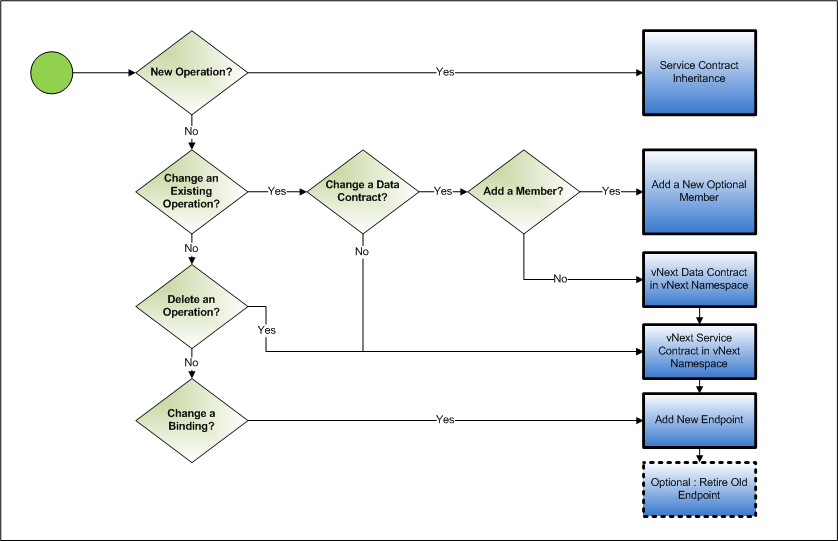 New Operation?
Yes
Service Contract
Inheritance
No
Change an
Existing
Operation?
Yes
Change a Data
Contract?
Yes
Add a Member?
Yes
Add a New Optional
Member
No
No
No
vNext Data Contract
in vNext Namespace
Delete an
Operation?
Yes
vNext Service
Contract in vNext
Namespace
No
Change a
Binding?
Yes
Add New Endpoint
Optional : Retire Old
Endpoint